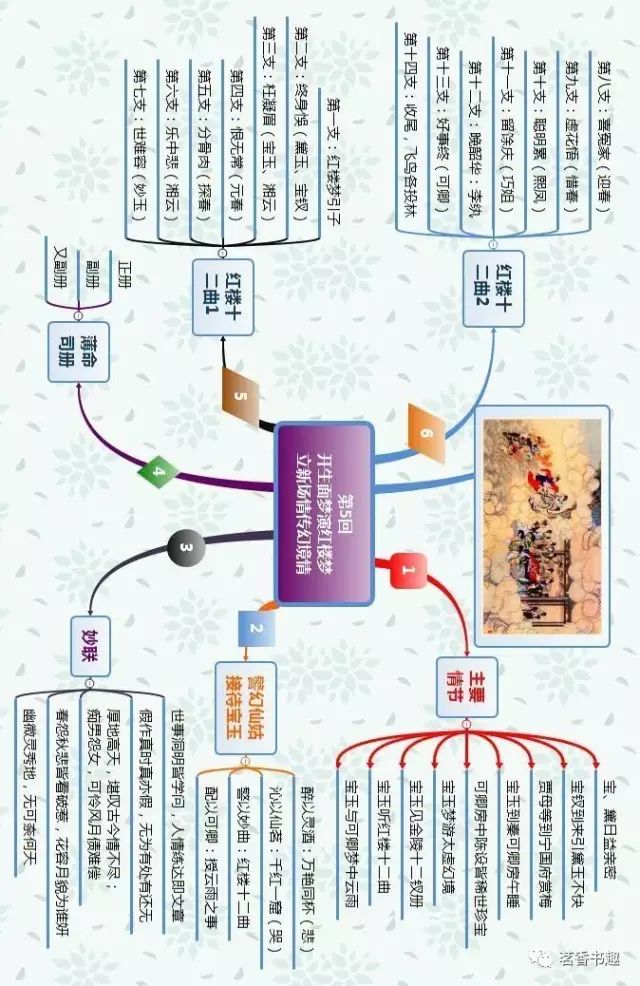 第5回
开生面梦演红楼梦
立新场情传幻境情
1
主要
情节
宝 黛日益亲密
宝钗到来引黛玉不快
贾母等到宁国府赏梅
宝玉到秦可卿房午睡
可卿房中陈设皆稀世珍宝
宝玉梦游太虚幻境
宝玉见金陵十二钗册
宝玉听红楼十二曲
宝玉与可卿梦中云雨
2
警幻仙姑
接待宝玉
醉以灵酒：万艳同杯（悲）
沁以仙茗：千红一窟（哭）
警以妙曲：红楼十二曲
配以可卿：授云雨之事
3
妙联
世事洞明皆学问，人情练达即文章
假作真时真亦假，无为有处有还无
厚地高天，堪叹古今情不尽；
痴男怨女，可怜风月债难偿
春怨秋悲皆看破惹，花容月貌为谁妍
幽微灵秀地，无可奈何天
4
薄命
司册
正册
副册
又副册
5
红楼十
二曲1
第一支：红楼梦引子
第二支：终身悞（黛玉、宝钗）
第三支：枉凝眉（宝玉、湘云）
第四支：恨无常（元春）
第五支：分骨肉（探春）
第六支：乐中悲（湘云）
第七支：世难容（妙玉）
6
红楼十
二曲2
第八支：喜冤家（迎春）
第九支：虚花悟（惜春）
第十支：聪明累（熙凤）
第十一支：留馀庆（巧姐）
第十二支：晚韶华：李纨
第十三支：好事终（可卿）
第十四支：收尾，飞鸟各投林
茗香书趣